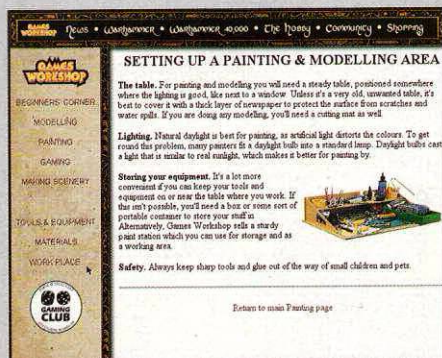 GAMES WORKSHOP News • Warhammer • Warhammer 40,000 • The Hobby • Community • Shopping
GAMES
WORKSHOP
BEGINNERS' CORNER
MODELLING
PAINTING
GAMING
MAKING SCENERY
TOOLS & EQUIPMENT
MATERIALS
WORK PLACE
GAMING
CLUB
SETTING UP A PAINTING & MODELLING AREA
The table. For painting and modeling you will need a steady table, positioned somewhere
where the lighting is good, like next to a window. Unless it's a very old, unwanted table, it's
best to cover it with a thick layer of newspaper to protect the surface from scratches and
water spills. If you are doing any modelling, you'll need a cutting mat as well.
Lighting. Natural daylight is best for painting, as artificial light distorts the colours. To get
round this problem, many painters fit a daylight bulb into a standard lamp. Daylight bulbs cast
a light that is similar to real sunlight, which makes it better for painting by.
Storing your equipment. It's a lot more
convenient if you can keep your tools and
equipment on or near the table where you work. If
this isn't possible, you'll need a box or some sort of
portable container to store your stuff in.
Alternatively, Games Workshop sells a sturdy
paint station which you can use for storage and as
a working area.
Safety. Always keep sharp tools and glue out of the way of small children and pets.
Return to main Painting page